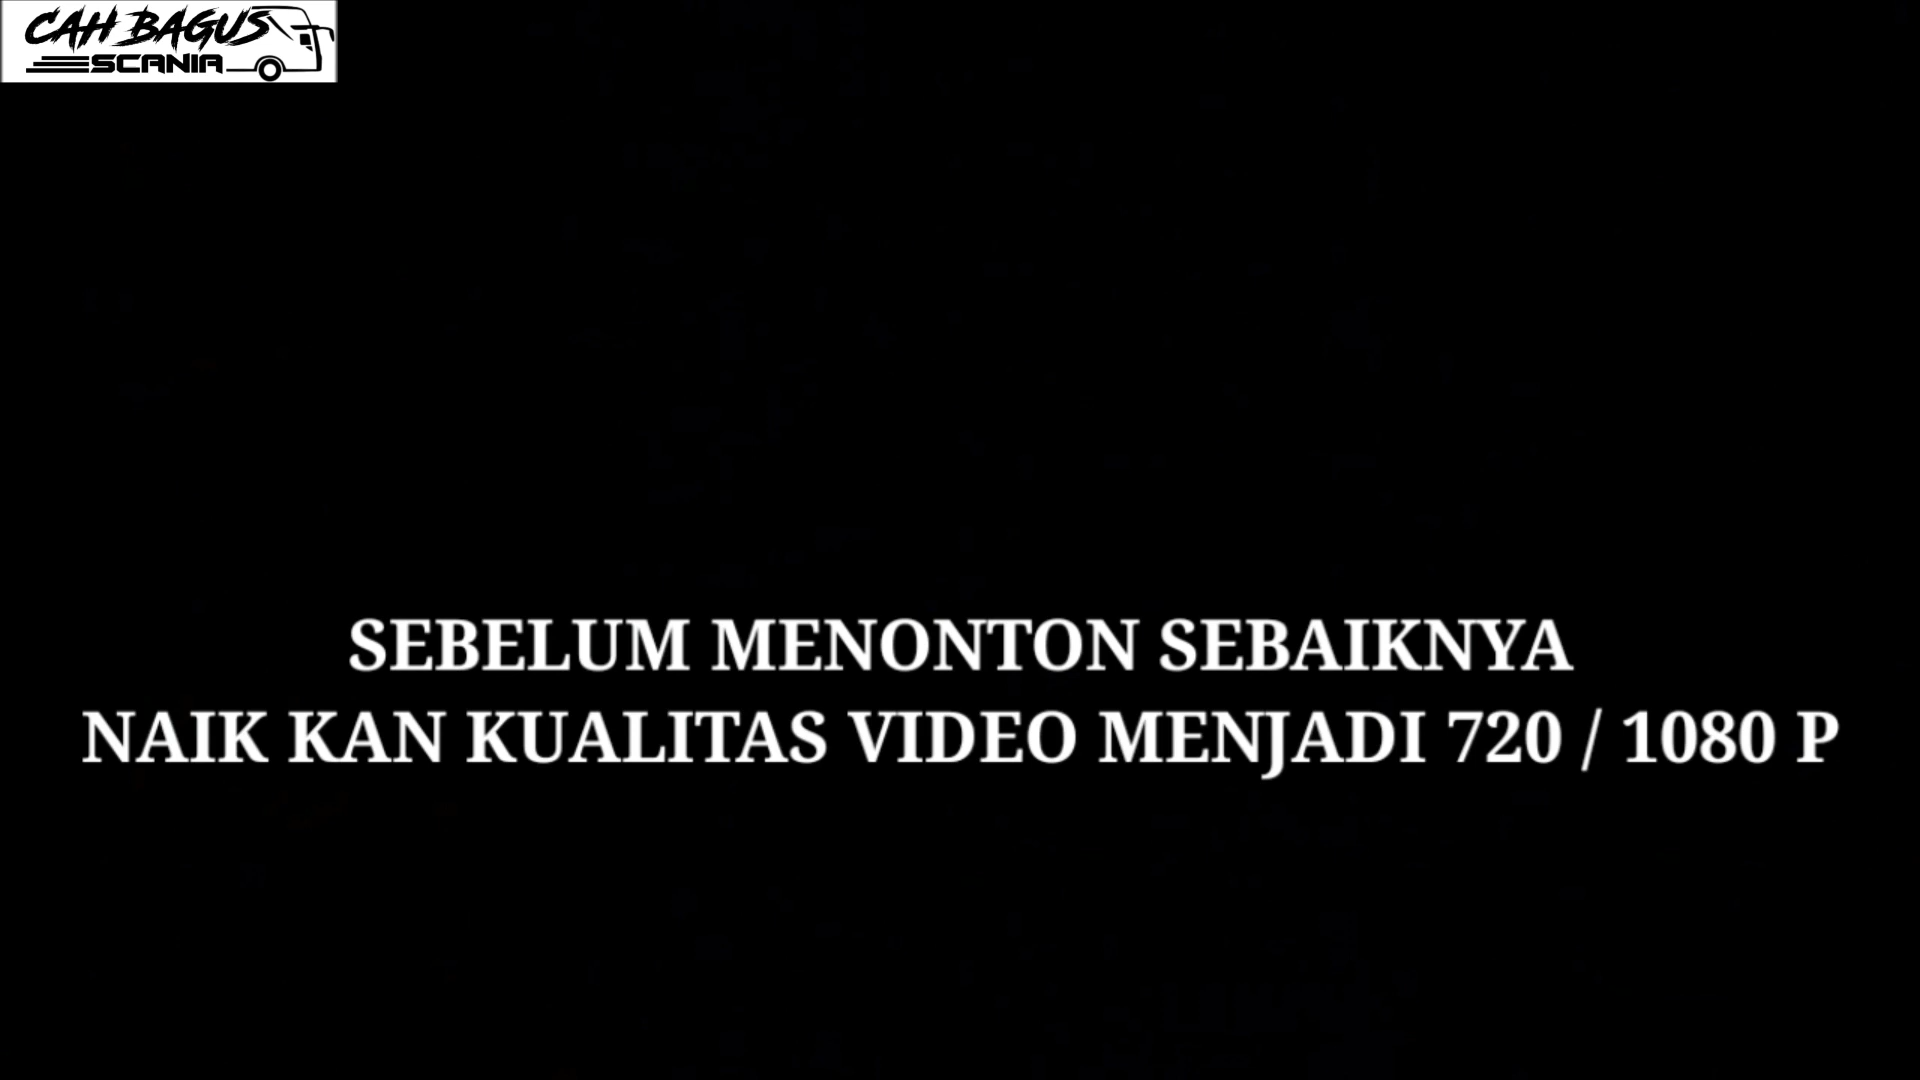 CAH BAGUS
SCANIA
SEBELUM MENONTON SEBAIKNYA
NAIK KAN KUALITAS VIDEO MENJADI 720 / 1080 P